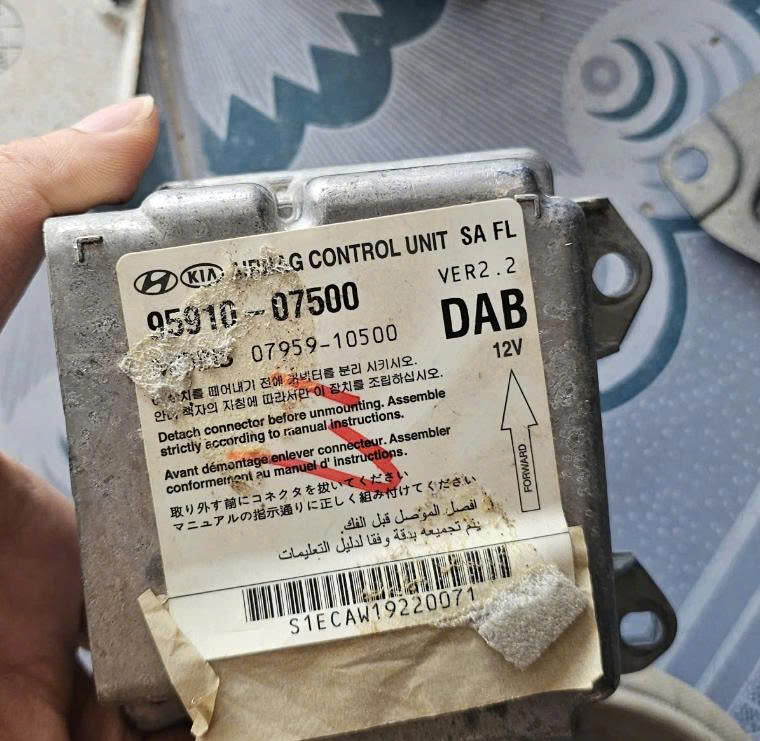 KIA AIRBAG CONTROL UNIT SA FL
95910-07500
VER2.2
07959-10500
DAB
12V
장치를 떼어내기 전에 커넥터를 분리 시키시오.
책자의 지침에 따라서만 이 장치를 조립하십시오.
Detach connector before unmounting. Assemble
strictly according to manual instructions.
Avant démontage enlever connecteur. Assembler
conformement au manuel d' instructions.
取り外す前にコネクタを抜いてください
マニュアルの指示通りに正しく組み付けてください
افصل الموصل قبل الفك
يتم تجميعه بدقة وفقا لدليل التعليمات
FORWARD
S1ECAW19220071